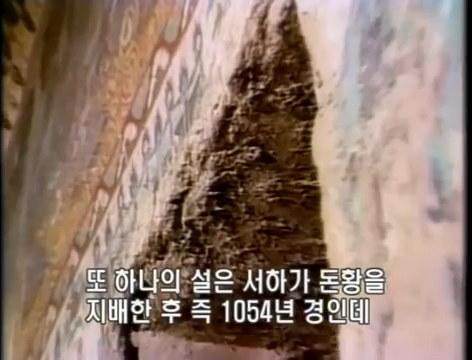 또 하나의 설은 서하가 돈황을
지배한 후 즉 1054년 경인데